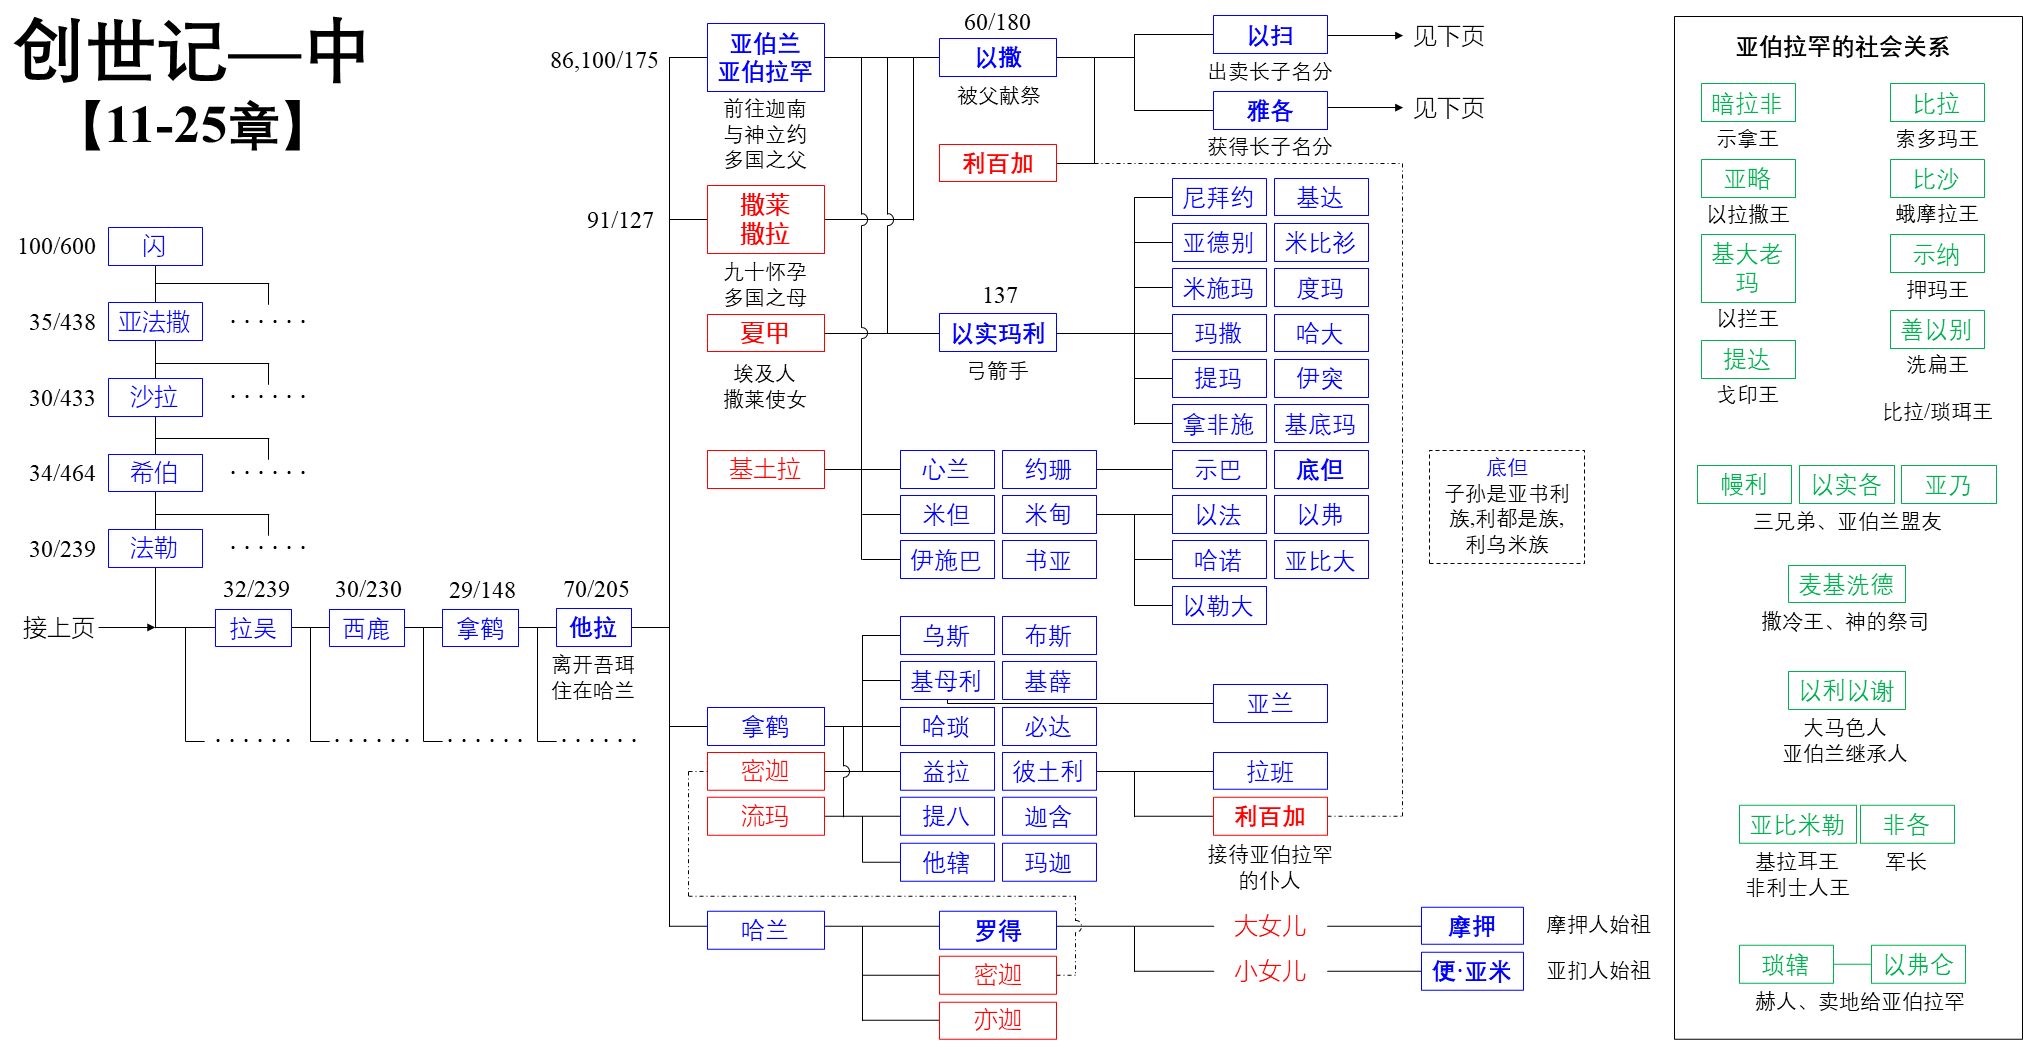 创世记—中
【11-25章】
100/600
闪
35/438
亚法撒
······
30/433
沙拉
······
34/464
希伯
······
30/239
法勒
······
接上页
32/239
拉吴
30/230
西鹿
29/148
拿鹤
70/205
他拉
离开吾珥
住在哈兰
······
······
······
······
86,100/175
亚伯兰
亚伯拉罕
前往迦南
与神立约
多国之父
91/127
撒莱
撒拉
九十怀孕
多国之母
夏甲
埃及人
撒莱使女
基土拉
60/180
以撒
被父献祭
利百加
以扫
出卖长子名分
见下页
雅各
获得长子名分
见下页
137
以实玛利
弓箭手
尼拜约
基达
亚德别
米比衫
米施玛
度玛
玛撒
哈大
提玛
伊突
拿非施
基底玛
心兰
约珊
示巴
底但
米但
米甸
以法
以弗
伊施巴
书亚
哈诺
亚比大
以勒大
底但
子孙是亚书利
族,利都是族,
利乌米族
拿鹤
密迦
流玛
乌斯
布斯
基母利
基薛
亚兰
哈琐
必达
益拉
彼土利
拉班
提八
迦含
利百加
接待亚伯拉罕
的仆人
他辖
玛迦
哈兰
罗得
密迦
亦迦
大女儿
摩押
摩押人始祖
小女儿
便·亚米
亚扪人始祖
亚伯拉罕的社会关系
暗拉非
示拿王
比拉
索多玛王
亚略
以拉撒王
比沙
蛾摩拉王
基大老
玛
以拦王
示纳
押玛王
提达
戈印王
善以别
洗扁王
比拉/琐珥王
幔利
以实各
亚乃
三兄弟、亚伯兰盟友
麦基洗德
撒冷王、神的祭司
以利以谢
大马色人
亚伯兰继承人
亚比米勒
基拉耳王
非利士人王
非各
军长
琐辖
以弗仑
赫人、卖地给亚伯拉罕